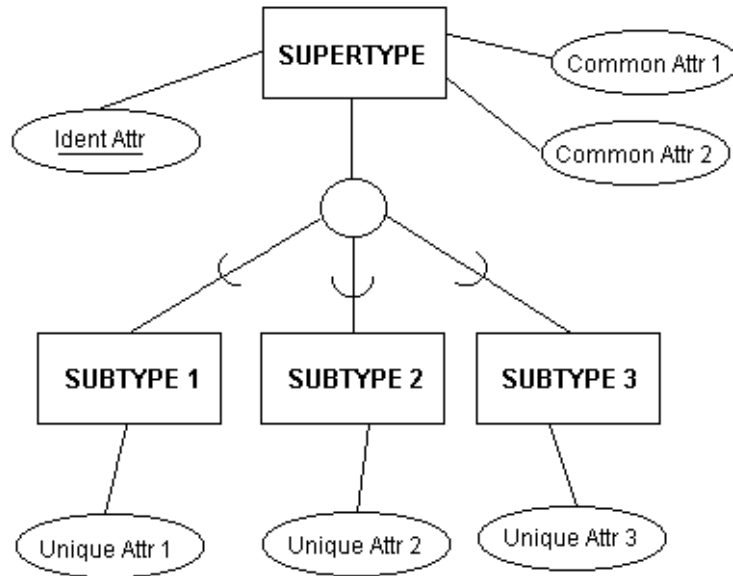 SUPERTYPE
Common Attr 1
Ident Attr
Common Attr 2
SUBTYPE 1
SUBTYPE 2
SUBTYPE 3
Unique Attr 1
Unique Attr 2
Unique Attr 3